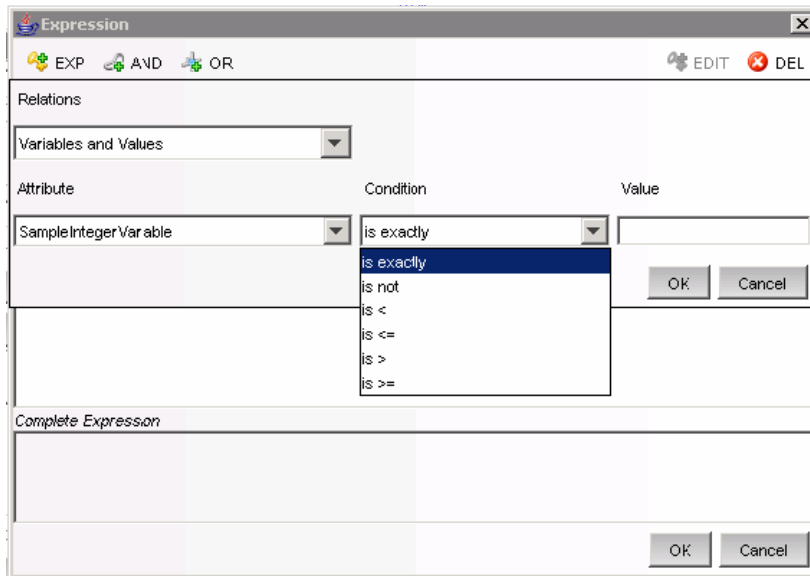 Expression
EXP AND OR EDIT DEL
Relations
Variables and Values
Attribute Condition Value
SampleIntegerVariable is exactly
is exactly
is not
OK Cancel
is <
is <=
is >
is >=
Complete Expression
OK Cancel